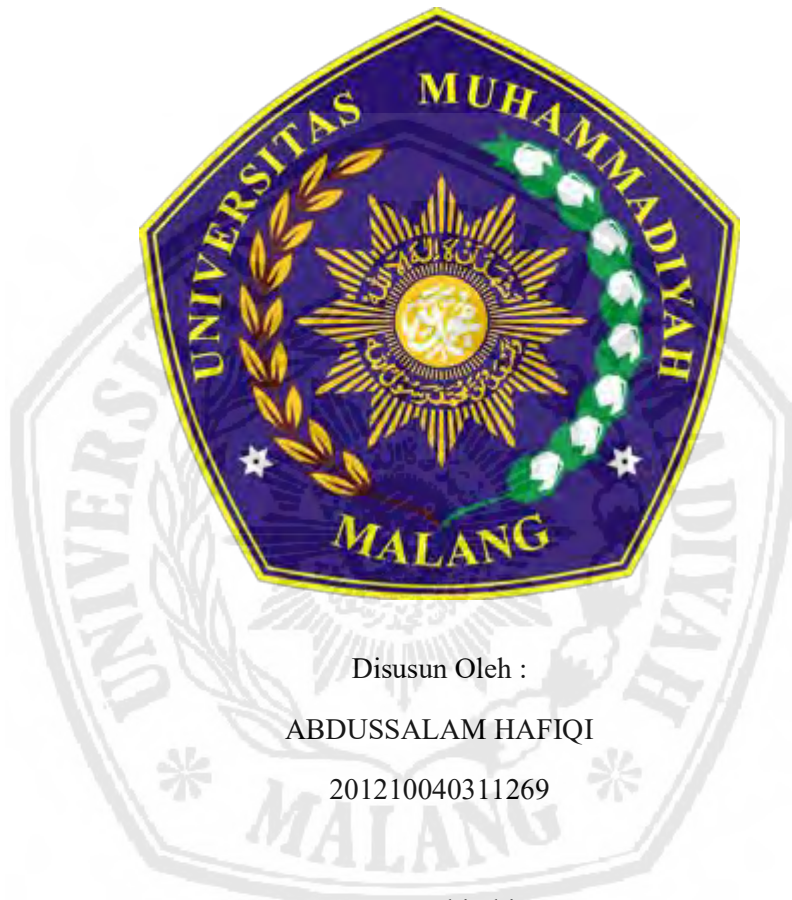 UNIVERSITAS MUHAMMADIYAH
MALANG
Disusun Oleh :
ABDUSSALAM HAFIQI
201210040311269